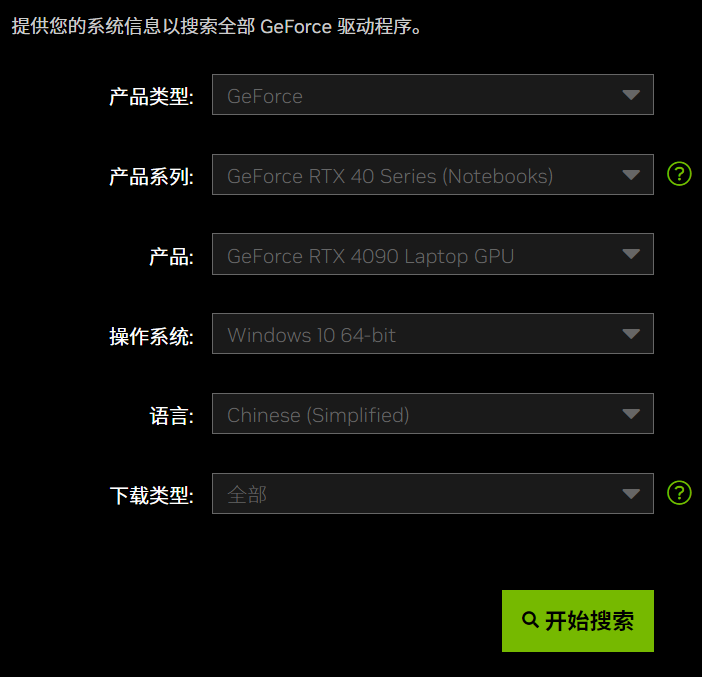 提供您的系统信息以搜索全部 GeForce 驱动程序。
产品类型: GeForce
产品系列: GeForce RTX 40 Series (Notebooks) ?
产品: GeForce RTX 4090 Laptop GPU
操作系统: Windows 10 64-bit
语言: Chinese (Simplified)
下载类型: 全部 ?
开始搜索